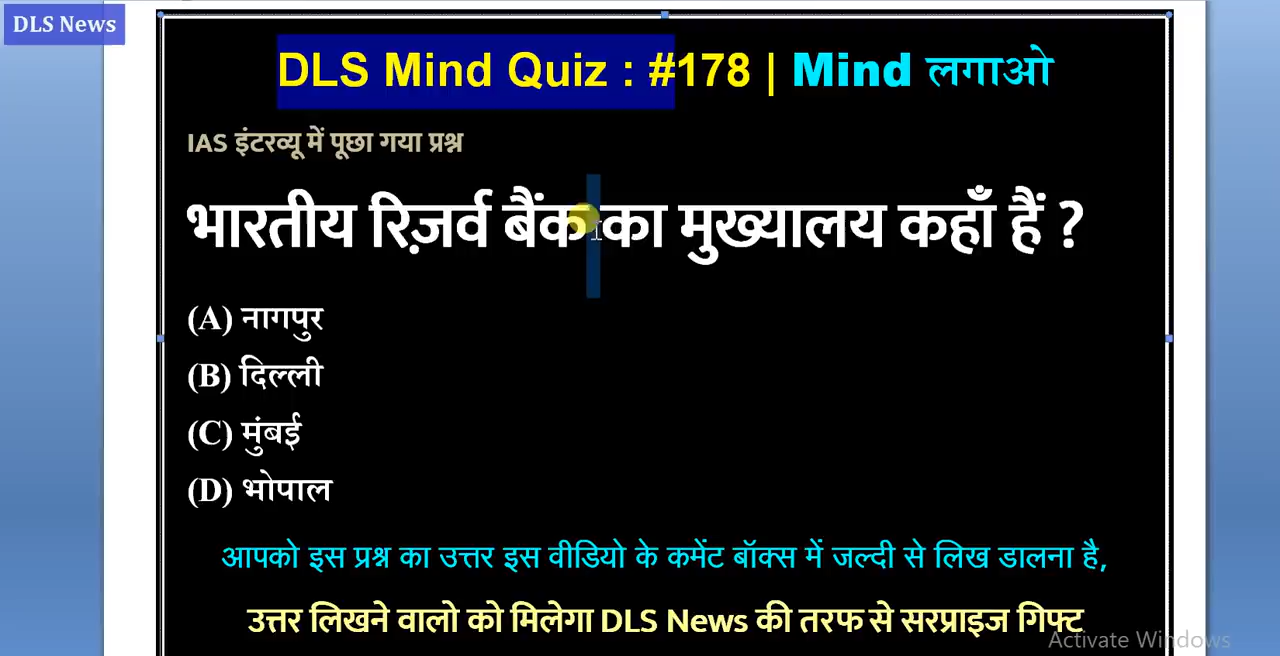 DLS News
DLS Mind Quiz : #178 | Mind लगाओ
IAS इंटरव्यू में पूछा गया प्रश्न
भारतीय रिज़र्व बैंक का मुख्यालय कहाँ हैं ?
(A) नागपुर
(B) दिल्ली
(C) मुंबई
(D) भोपाल
आपको इस प्रश्न का उत्तर इस वीडियो के कमेंट बॉक्स में जल्दी से लिख डालना है,
उत्तर लिखने वालो को मिलेगा DLS News की तरफ से सरप्राइज गिफ्ट
Activate Windows